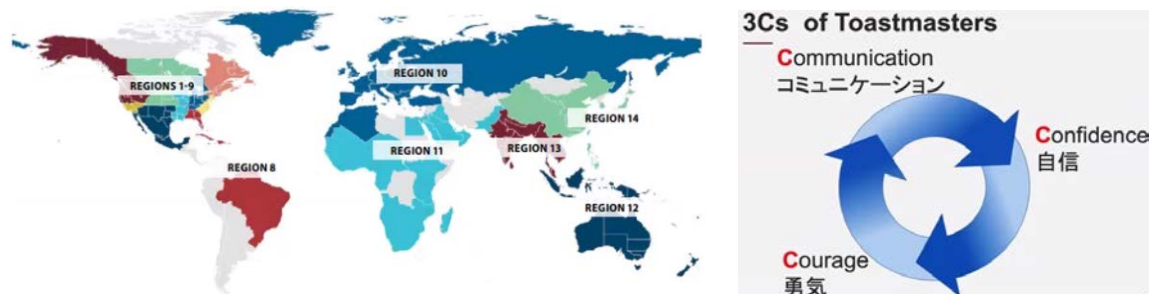 REGIONS 1-9
REGION 10
REGION 14
REGION 11
REGION 13
REGION 8
REGION 12
3Cs of Toastmasters
Communication
コミュニケーション
Confidence
自信
Courage
勇気